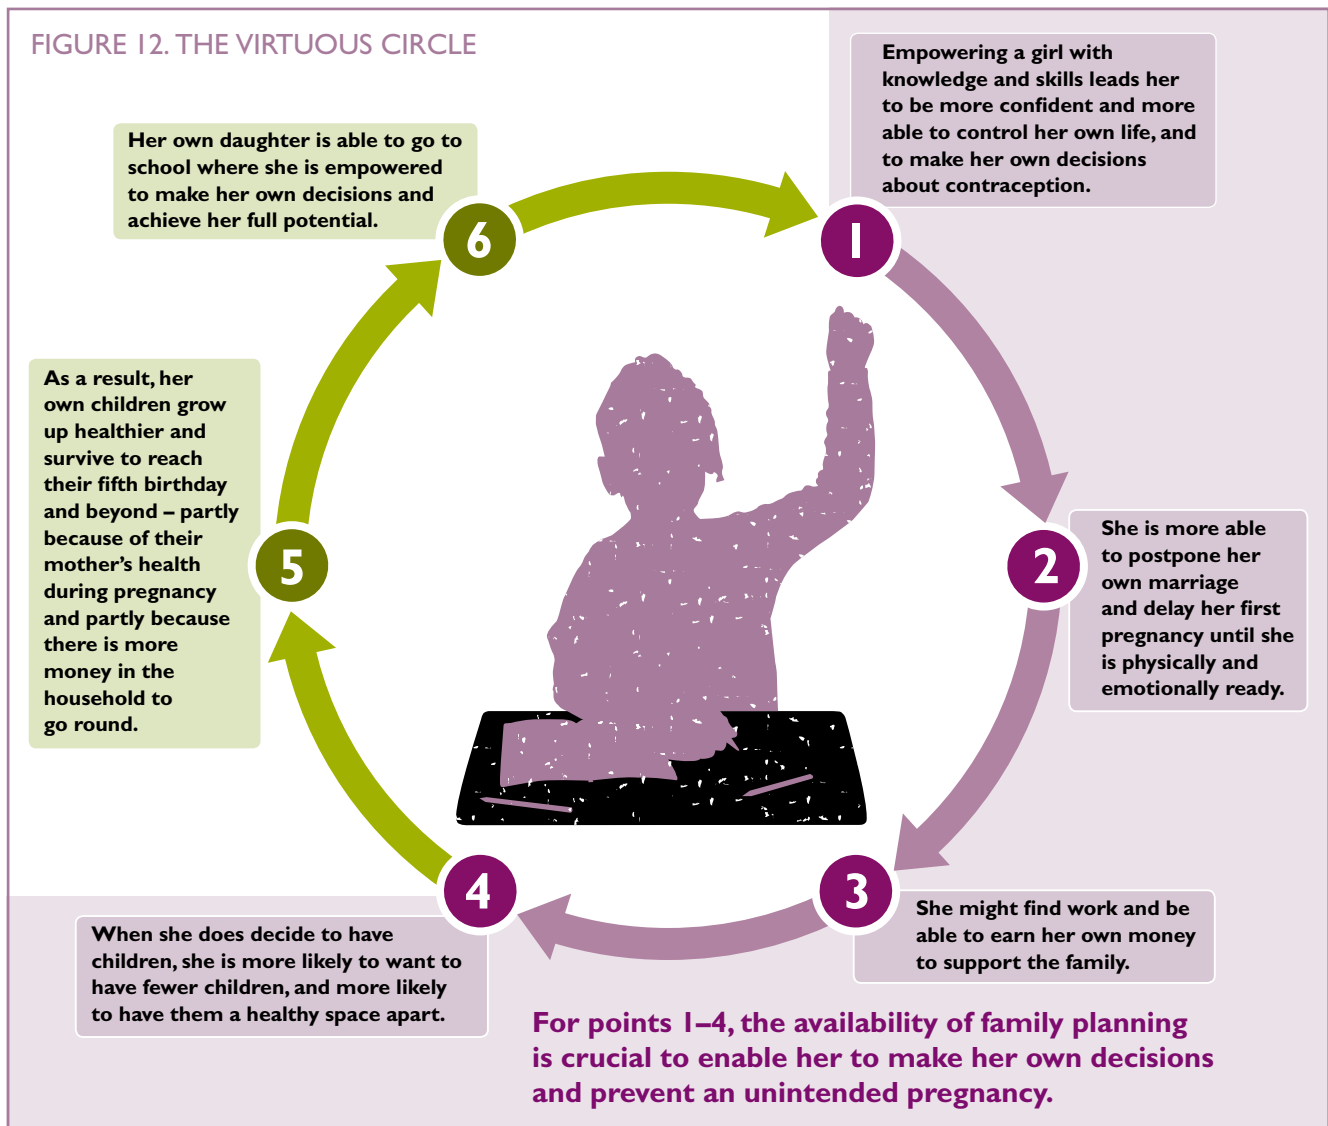 FIGURE 12. THE VIRTUOUS CIRCLE
1
Empowering a girl with
knowledge and skills leads her
to be more confident and more
able to control her own life, and
to make her own decisions
about contraception.
2
She is more able
to postpone her
own marriage
and delay her first
pregnancy until she
is physically and
emotionally ready.
3
She might find work and be
able to earn her own money
to support the family.
4
When she does decide to have
children, she is more likely to want to
have fewer children, and more likely
to have them a healthy space apart.
5
As a result, her
own children grow
up healthier and
survive to reach
their fifth birthday
and beyond – partly
because of their
mother’s health
during pregnancy
and partly because
there is more
money in the
household to
go round.
6
Her own daughter is able to go to
school where she is empowered
to make her own decisions and
achieve her full potential.
For points 1–4, the availability of family planning
is crucial to enable her to make her own decisions
and prevent an unintended pregnancy.